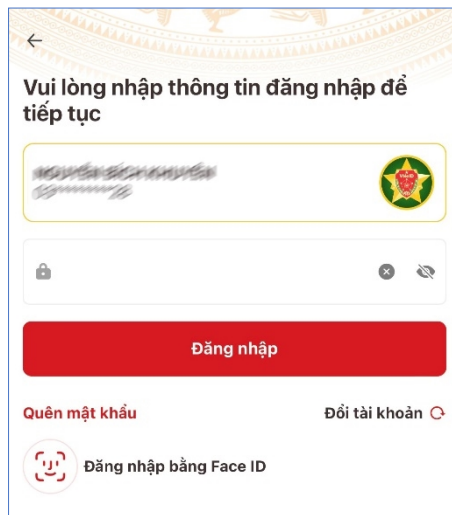 Vui lòng nhập thông tin đăng nhập để
tiếp tục
Đăng nhập
Quên mật khẩu
Đổi tài khoản
Đăng nhập bằng Face ID